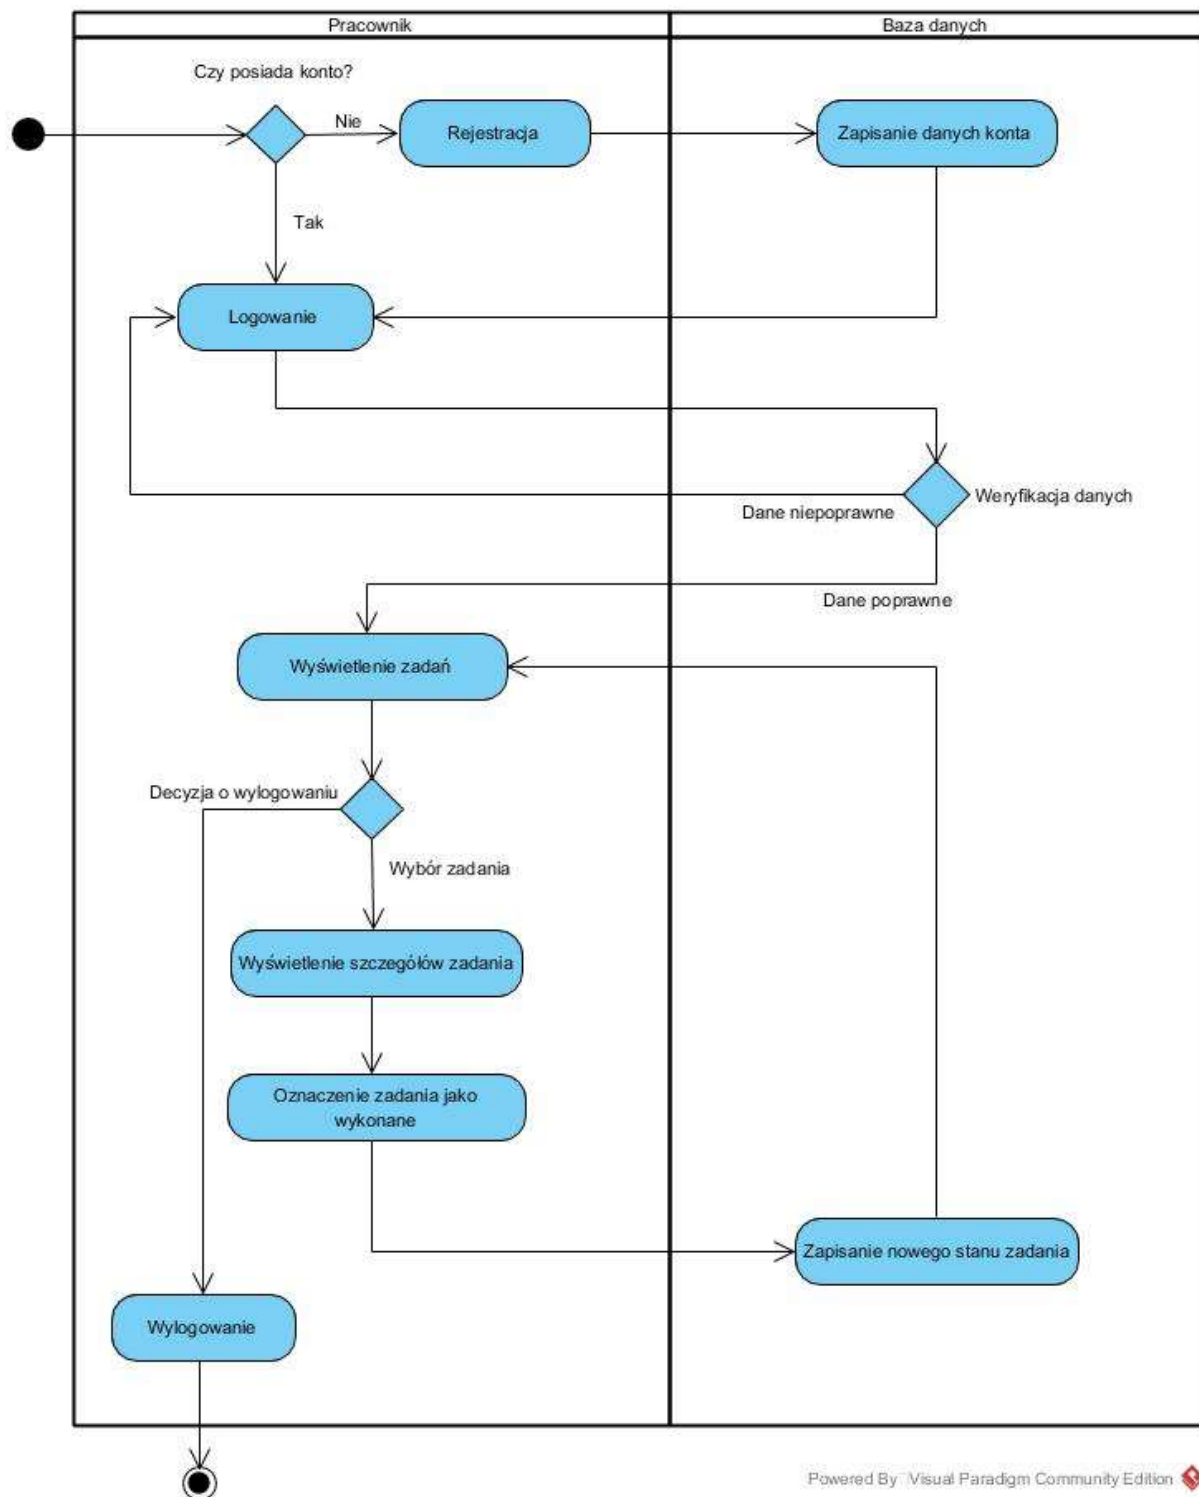 Pracownik
Baza danych
Czy posiada konto?
Nie
Rejestracja
Zapisanie danych konta
Tak
Logowanie
Weryfikacja danych
Dane niepoprawne
Dane poprawne
Wyświetlenie zadań
Decyzja o wylogowaniu
Wybór zadania
Wyświetlenie szczegółów zadania
Oznaczenie zadania jako
wykonane
Zapisanie nowego stanu zadania
Wylogowanie
Powered By Visual Paradigm Community Edition